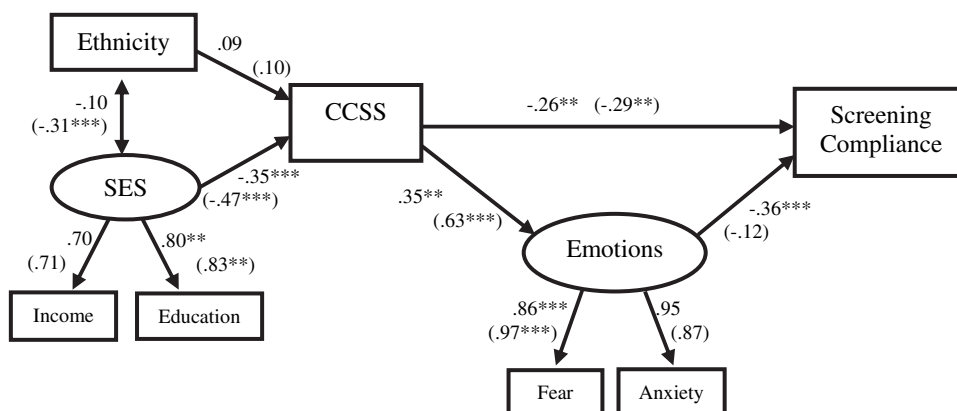 Ethnicity
.09
(.10)
-.10
(-.31***)
CCSS
-.26** (-.29**)
Screening
Compliance
SES
-.35***
(-.47***)
.35**
(.63***)
-.36***
(-.12)
Emotions
.70
(.71)
.80**
(.83**)
Income
Education
.86***
(.97***)
.95
(.87)
Fear
Anxiety